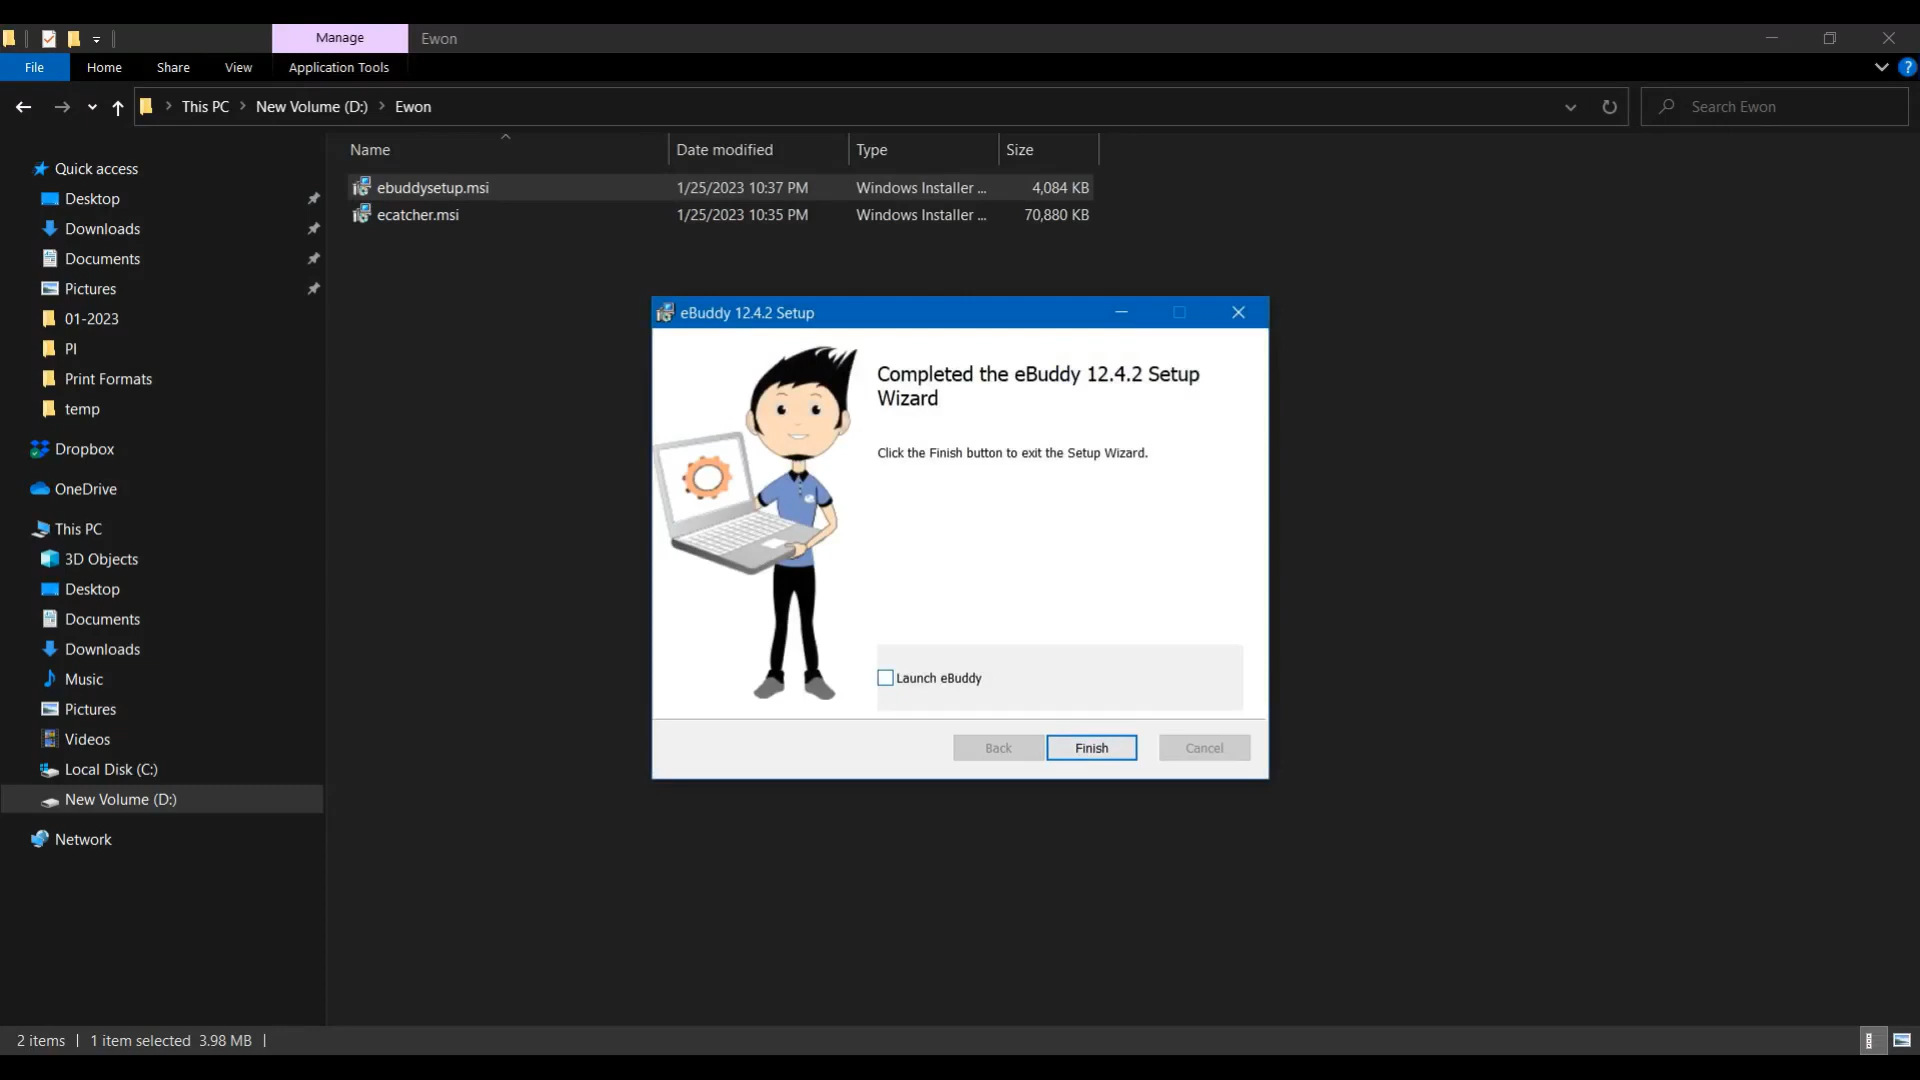 Manage
Ewon
File
Home
Share
View
Application Tools
?
This PC
New Volume (D:)
Ewon
Search Ewon
Name
Date modified
Type
Size
ebuddysetup.msi
1/25/2023 10:37 PM
Windows Installer ...
4,084 KB
ecatcher.msi
1/25/2023 10:35 PM
Windows Installer ...
70,880 KB
Quick access
Desktop
Downloads
Documents
Pictures
01-2023
PI
Print Formats
temp
Dropbox
OneDrive
This PC
3D Objects
Desktop
Documents
Downloads
Music
Pictures
Videos
Local Disk (C:)
New Volume (D:)
Network
eBuddy 12.4.2 Setup
Completed the eBuddy 12.4.2 Setup
Wizard
Click the Finish button to exit the Setup Wizard.
Launch eBuddy
Back
Finish
Cancel
2 items
1 item selected 3.98 MB